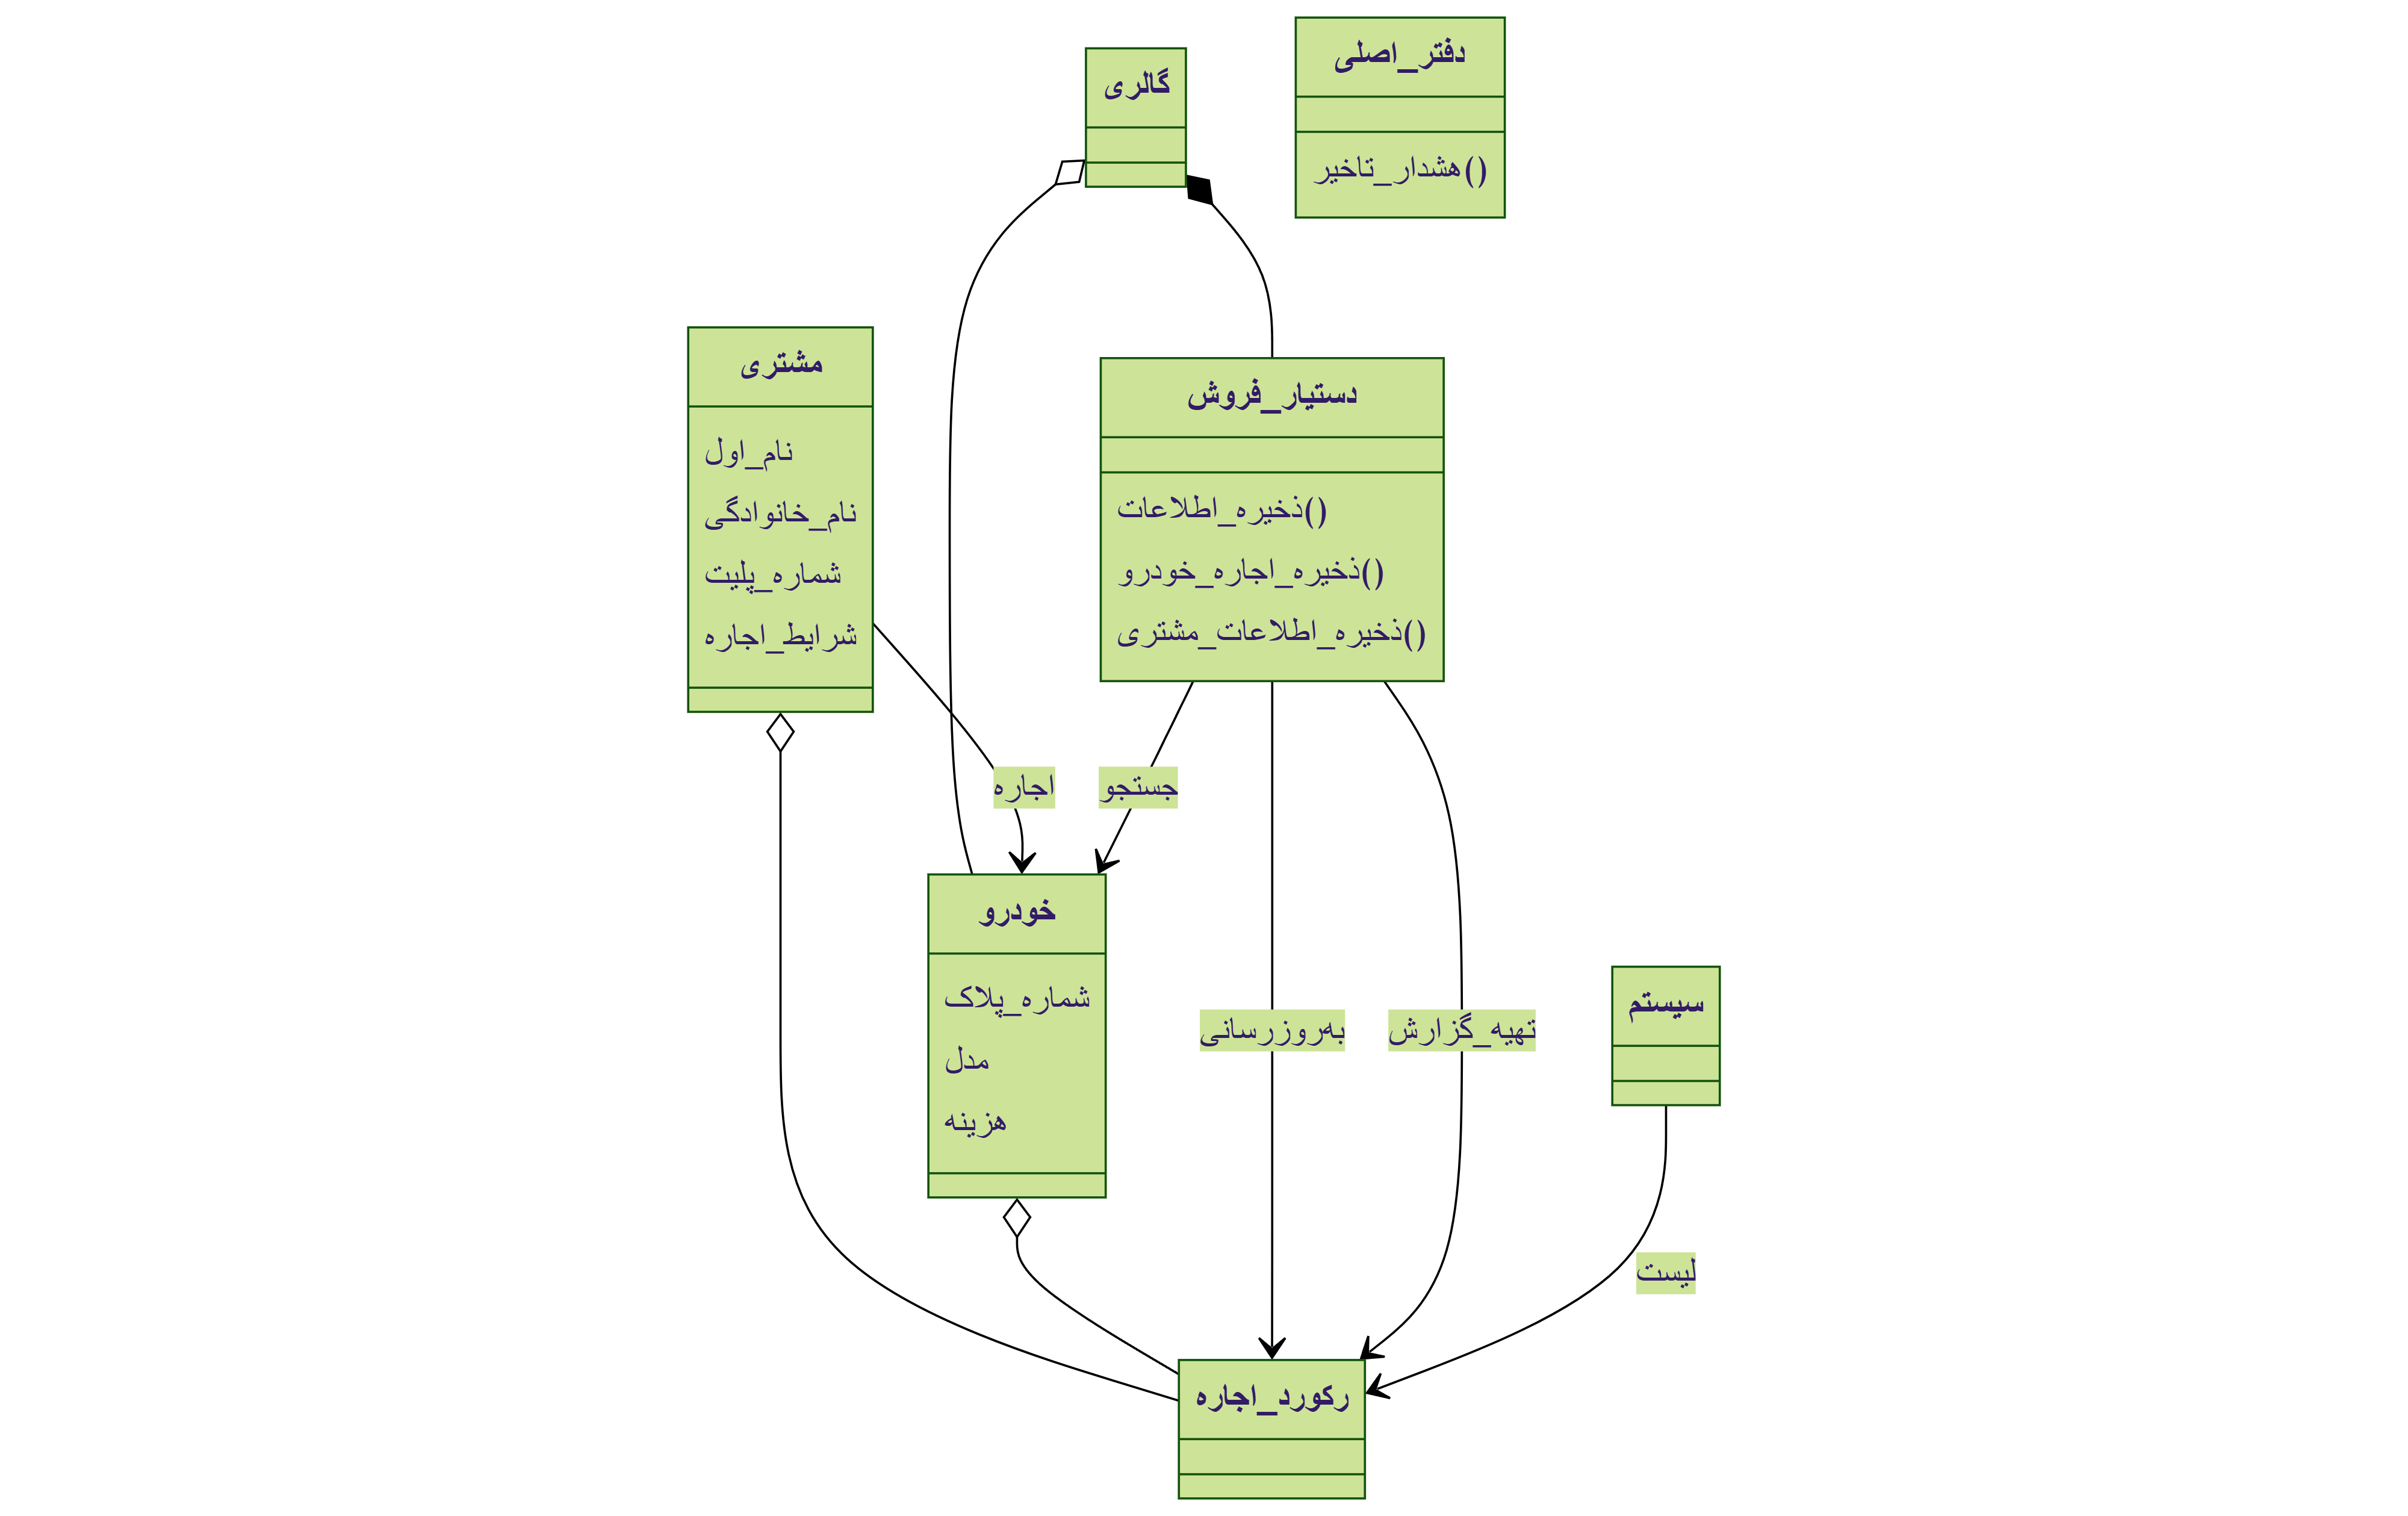 گالری
دفتر_اصلی
هشدار_تاخیر()
مشتری
نام_اول
نام_خانوادگی
شماره_پلیت
شرایط_اجاره
دستیار_فروش
ذخیره_اطلاعات()
ذخیره_اجاره_خودرو()
ذخیره_اطلاعات_مشتری()
اجاره
جستجو
خودرو
شماره_پلاک
مدل
هزینه
به‌روزرسانی
تهیه_گزارش
سیستم
لیست
رکورد_اجاره